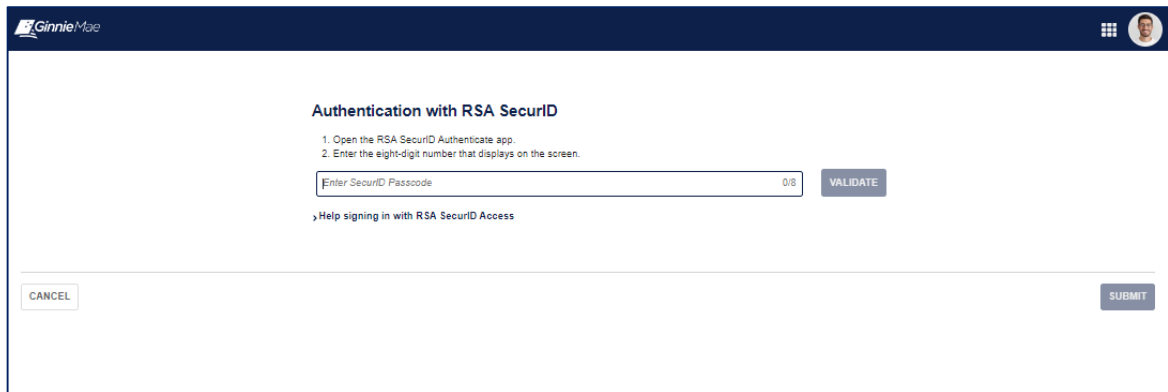 GinnieMae
Authentication with RSA SecurID
1. Open the RSA SecurID Authenticate app.
2. Enter the eight-digit number that displays on the screen.
Enter SecurID Passcode 0/8 VALIDATE
Help signing in with RSA SecurID Access
CANCEL SUBMIT